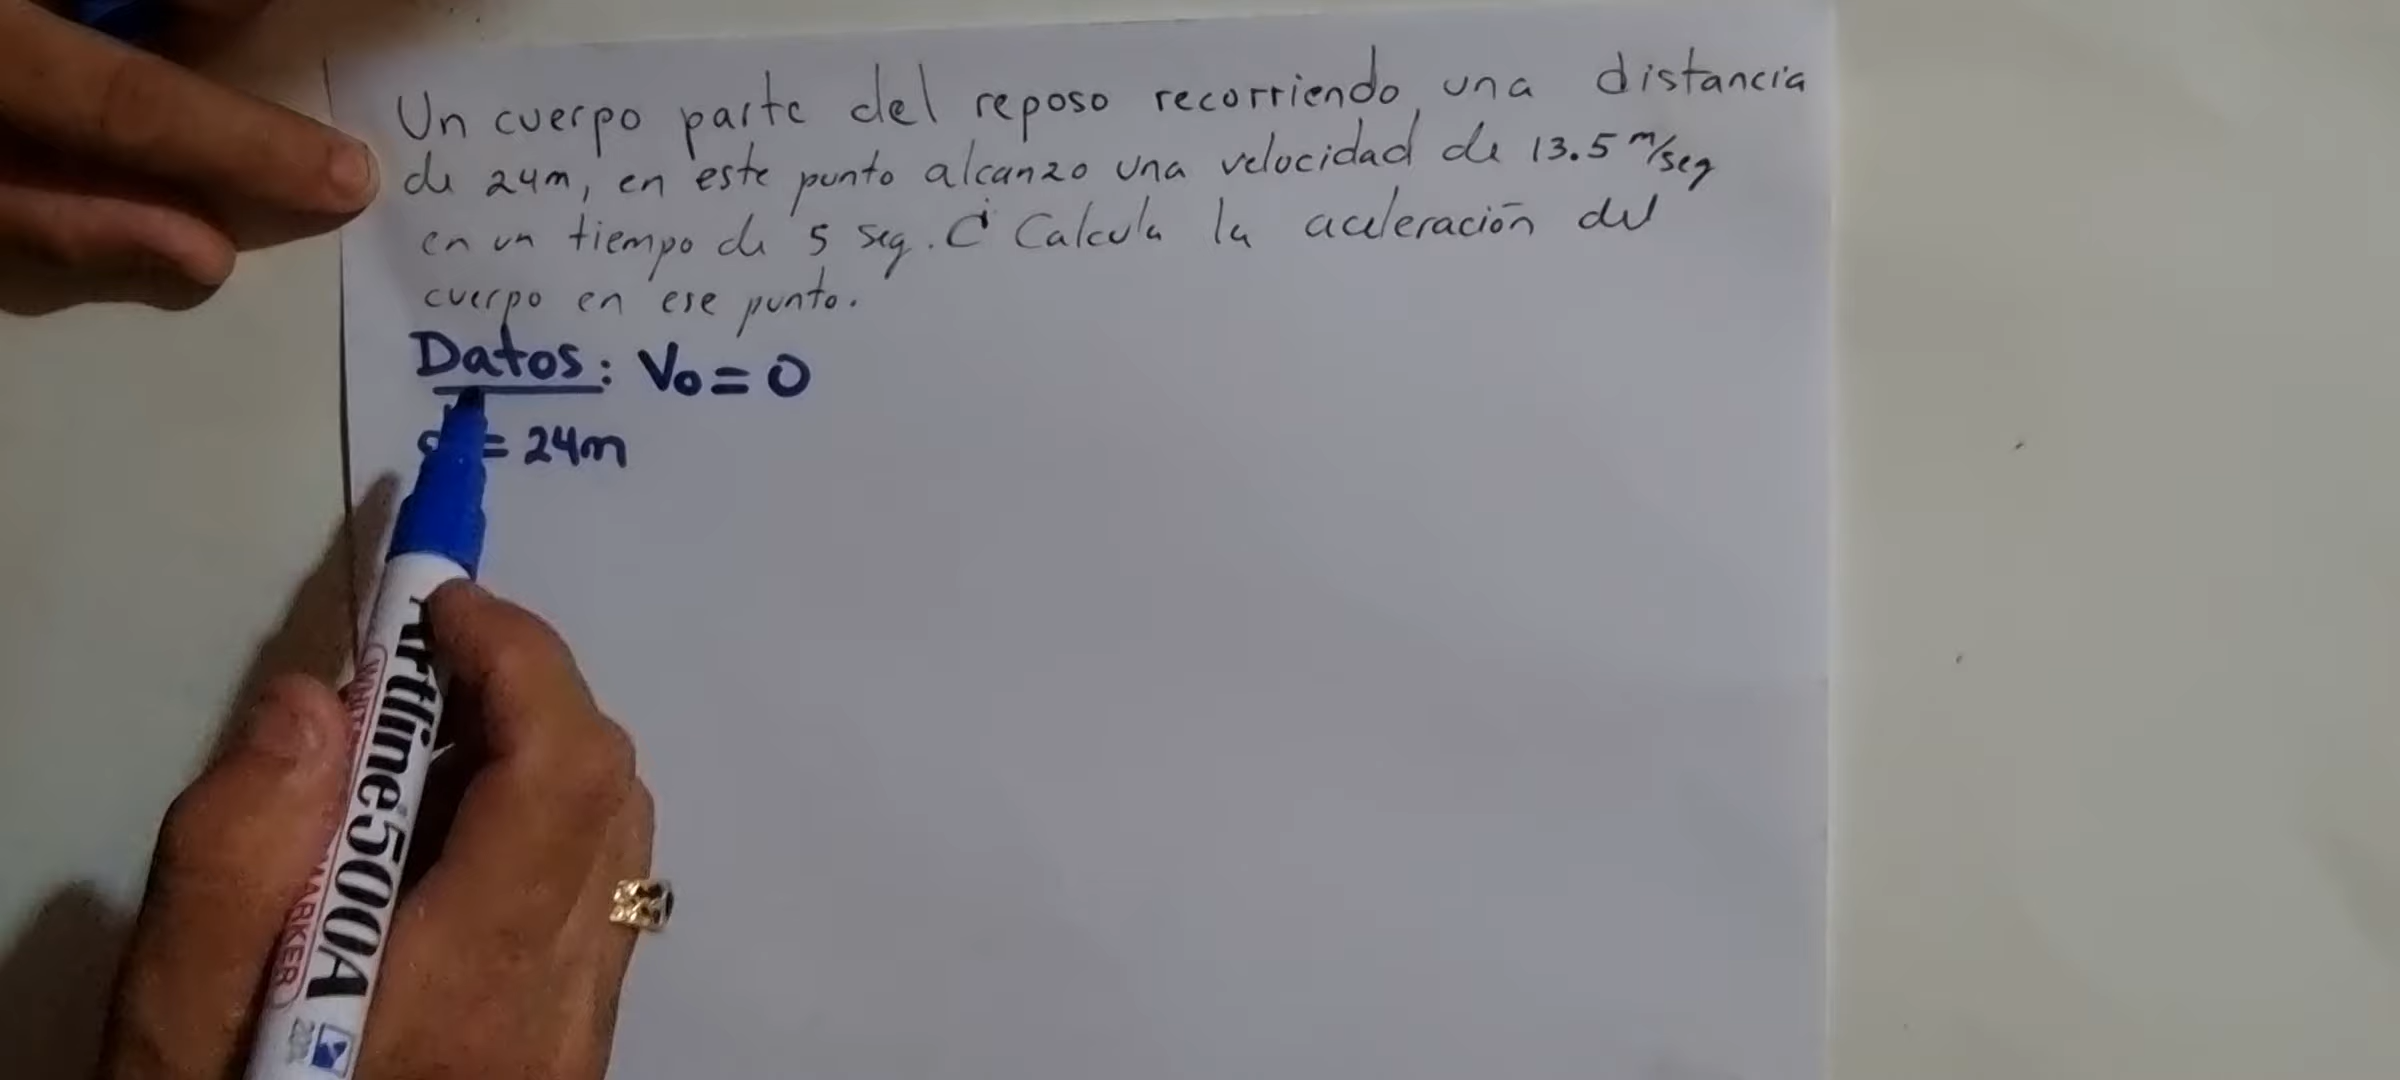 Un cuerpo parte del reposo recorriendo una distancia
de 24m, en este punto alcanzo una velocidad de 13.5 m/seg
en un tiempo de 5 seg. Calcula la aceleración del
cuerpo en ese punto.
Datos: Vo = 0
= 24m
Artline 500A
MARKER